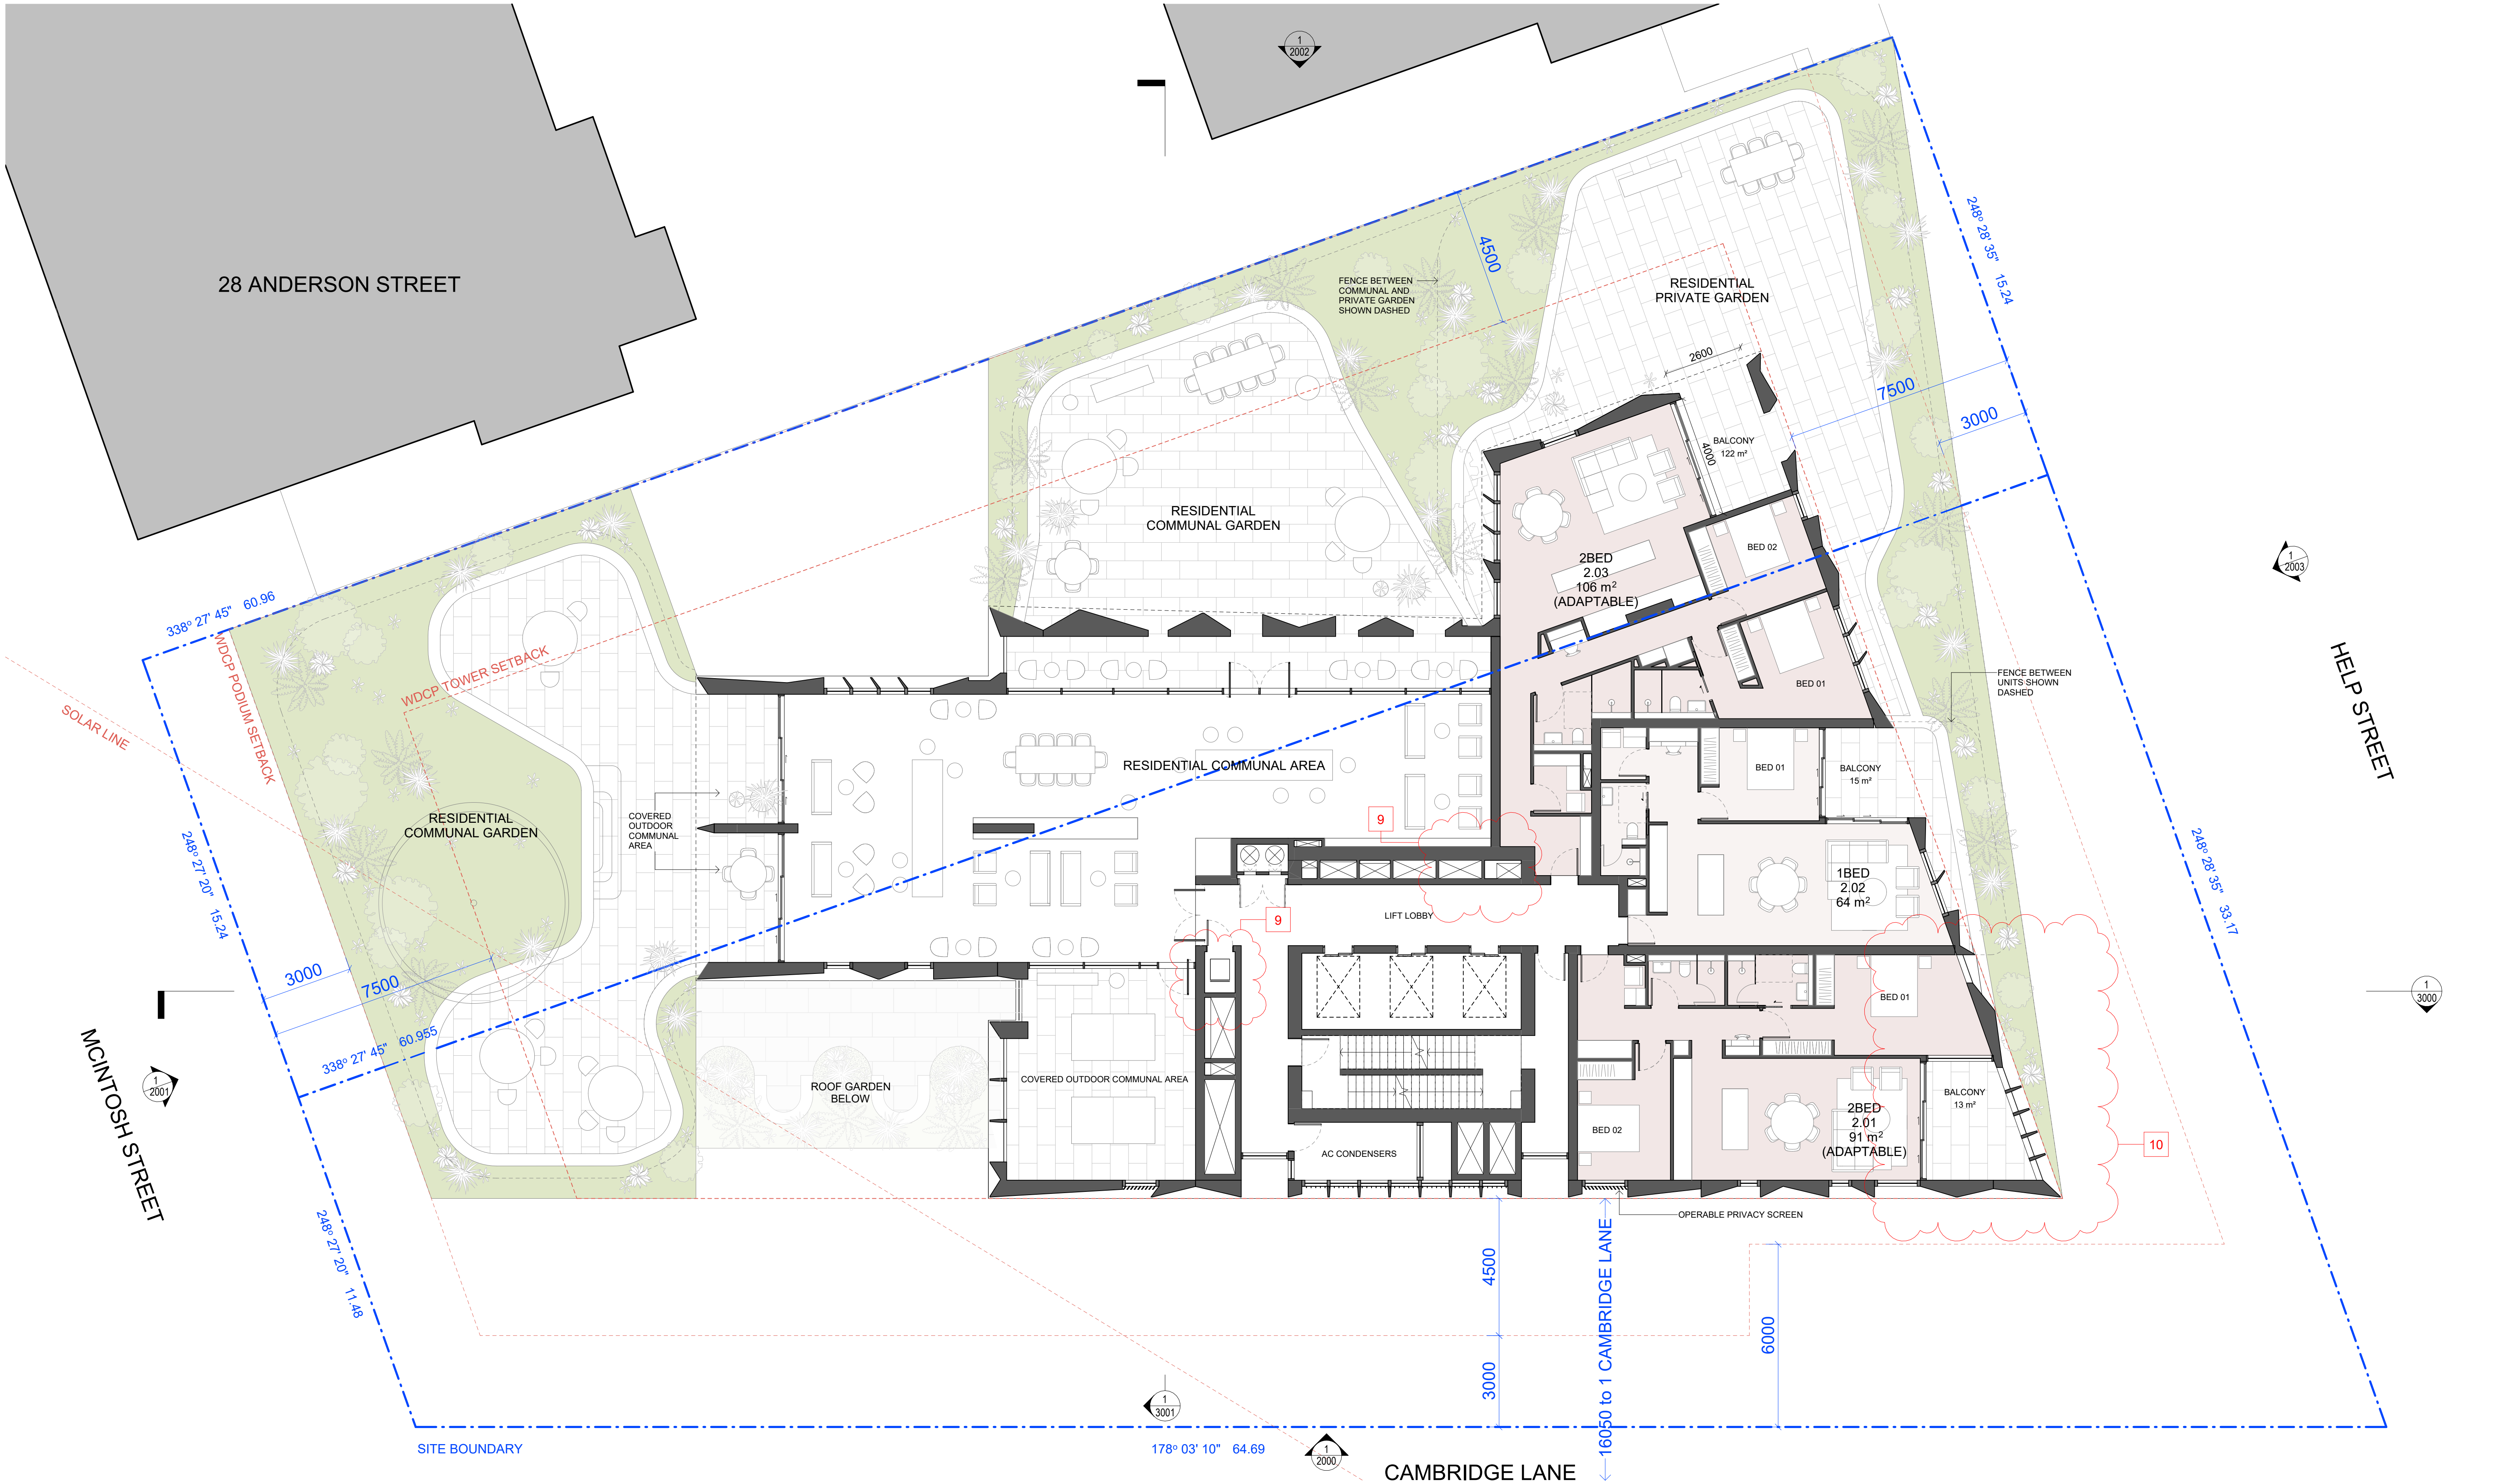 1
2002
28 ANDERSON STREET
4500
248º 28' 35"   15.24
FENCE BETWEEN
COMMUNAL AND
PRIVATE GARDEN
SHOWN DASHED
RESIDENTIAL
PRIVATE GARDEN
2600
7500
3000
BALCONY
122 m²
4000
RESIDENTIAL
COMMUNAL GARDEN
BED 02
2BED
2.03
106 m²
(ADAPTABLE)
1
2003
338º 27' 45"   60.96
WDCP PODIUM SETBACK
WDCP TOWER SETBACK
SOLAR LINE
BED 01
FENCE BETWEEN
UNITS SHOWN
DASHED
HELP STREET
RESIDENTIAL COMMUNAL AREA
BED 01
BALCONY
15 m²
RESIDENTIAL
COMMUNAL GARDEN
COVERED
OUTDOOR
COMMUNAL
AREA
9
248º 27' 20"   15.24
1BED
2.02
64 m²
248º 28' 35"   33.17
9
LIFT LOBBY
3000
7500
BED 01
1
3000
338º 27' 45"   60.955
MCINTOSH STREET
1
2001
ROOF GARDEN
BELOW
COVERED OUTDOOR COMMUNAL AREA
BALCONY
13 m²
2BED
2.01
91 m²
(ADAPTABLE)
BED 02
AC CONDENSERS
10
OPERABLE PRIVACY SCREEN
248º 27' 20"   11.48
4500
16050 to 1 CAMBRIDGE LANE
6000
3000
1
3001
SITE BOUNDARY
178º 03' 10"   64.69
1
2000
CAMBRIDGE LANE